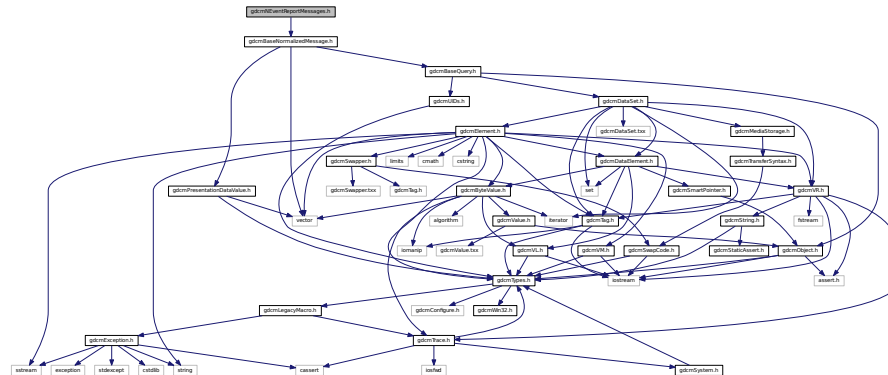 gdcmNEventReportMessages.h
gdcmBaseNormalizedMessage.h
gdcmBaseQuery.h
gdcmUIDs.h
gdcmDataSet.h
gdcmElement.h
gdcmDataSet.txx
gdcmMediaStorage.h
gdcmSwapper.h
limits
cmath
cstring
gdcmDataElement.h
gdcmTransferSyntax.h
gdcmPresentationDataValue.h
gdcmSwapper.txx
gdcmTag.h
gdcmByteValue.h
set
gdcmSmartPointer.h
gdcmVR.h
vector
algorithm
gdcmValue.h
iterator
gdcmTag.h
gdcmString.h
fstream
iomanip
gdcmValue.txx
gdcmVL.h
gdcmVM.h
gdcmSwapCode.h
gdcmStaticAssert.h
gdcmObject.h
gdcmTypes.h
iostream
assert.h
gdcmLegacyMacro.h
gdcmConfigure.h
gdcmWin32.h
gdcmException.h
gdcmTrace.h
sstream
exception
stdexcept
cstdlib
string
cassert
iosfwd
gdcmSystem.h